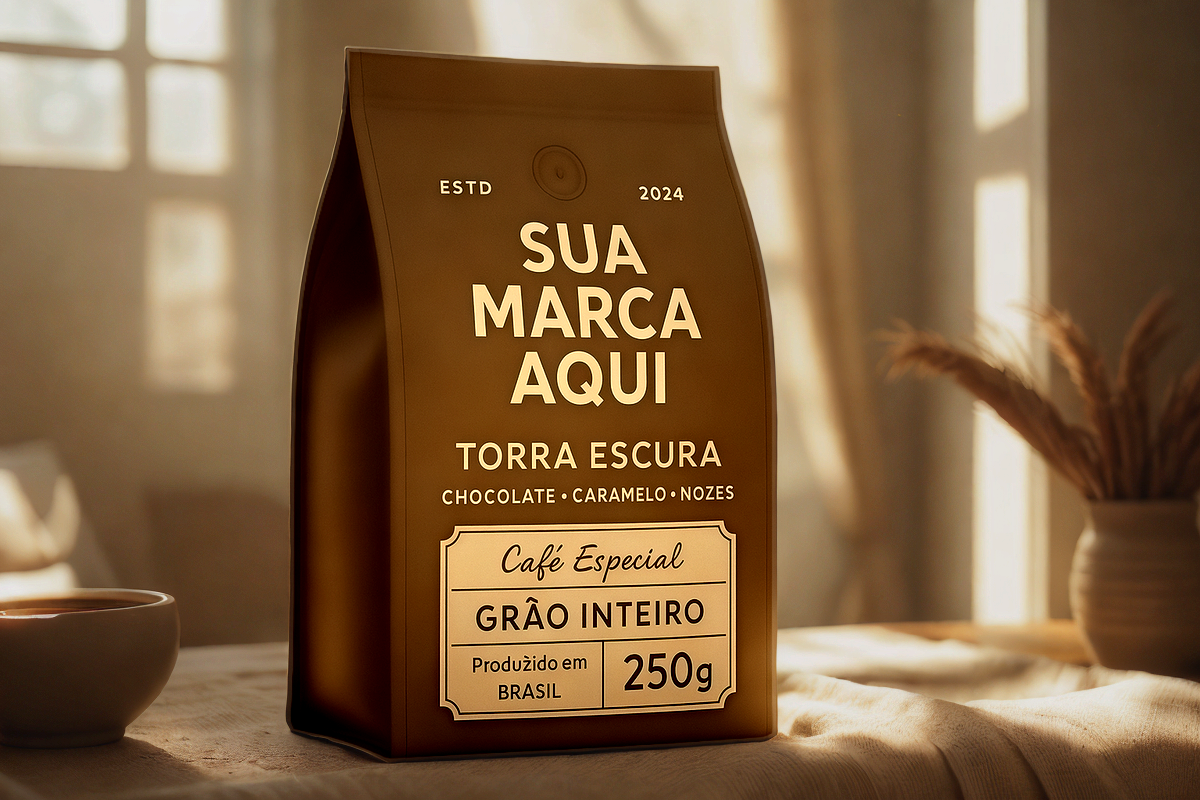 ESTD 2024
SUA
MARCA
AQUI
TORRA ESCURA
CHOCOLATE • CARAMELO • NOZES
Café Especial
GRÃO INTEIRO
Produžido em
BRASIL
250g